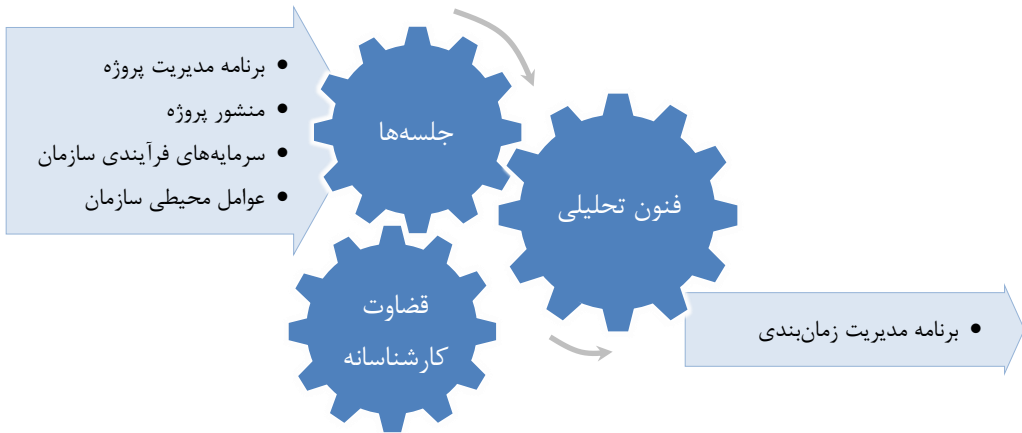 • برنامه مدیریت پروژه
• منشور پروژه
• سرمایه‌های فرآیندی سازمان
• عوامل محیطی سازمان
جلسه‌ها
فنون تحلیلی
قضاوت
کارشناسانه
• برنامه مدیریت زمان‌بندی